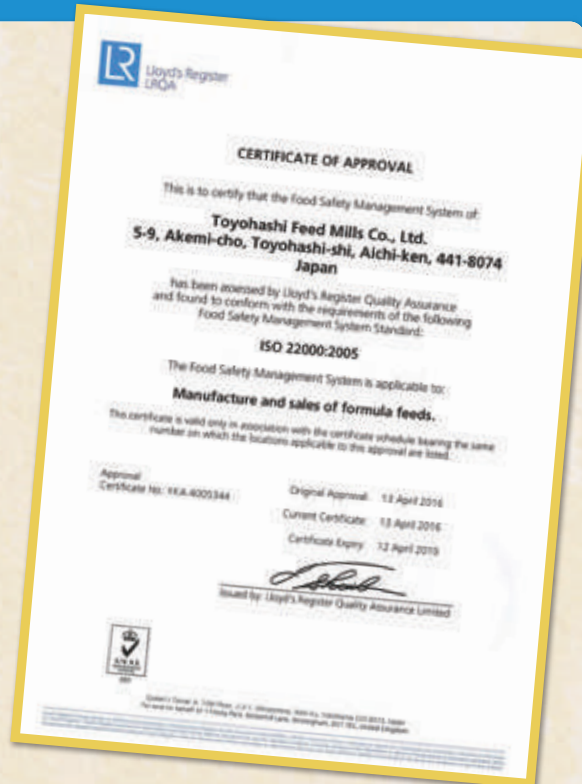 LR
Lloyd's Register
LRQA
CERTIFICATE OF APPROVAL
This is to certify that the Food Safety Management System of:
Toyohashi Feed Mills Co., Ltd.
5-9, Akemi-cho, Toyohashi-shi, Aichi-ken, 441-8074
Japan
has been assessed by Lloyd's Register Quality Assurance
and found to conform with the requirements of the following
Food Safety Management System Standard:
ISO 22000:2005
The Food Safety Management System is applicable to:
Manufacture and sales of formula feeds.
This certificate is valid only in association with the certificate schedule bearing the same
number on which the locations applicable to this approval are listed.
Approval
Certificate No: YKA 4005344
Original Approval: 13 April 2016
Current Certificate: 13 April 2016
Certificate Expiry: 12 April 2019
Issued by: Lloyd's Register Quality Assurance Limited
UKAS